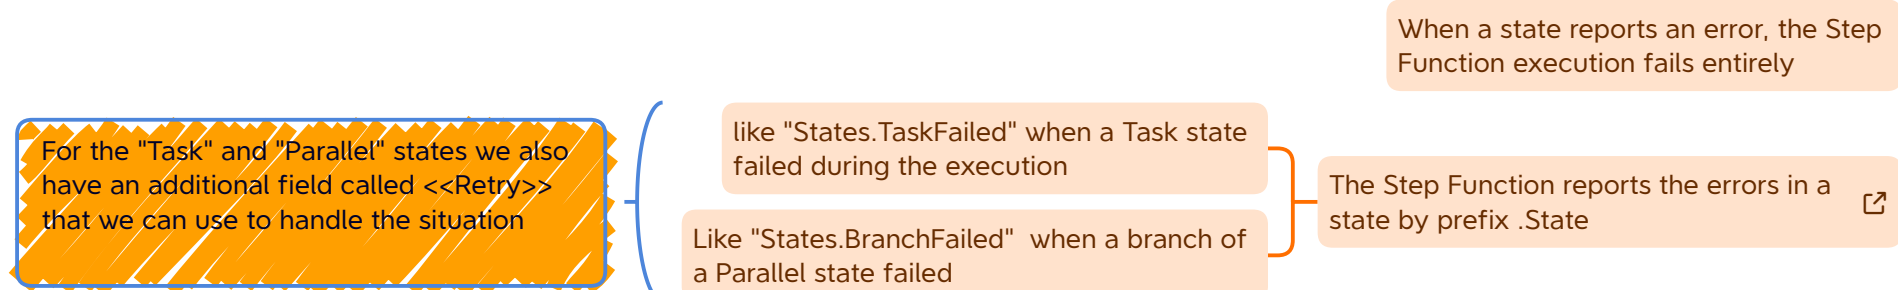 When a state reports an error, the Step
Function execution fails entirely
like "States.TaskFailed" when a Task state
failed during the execution
For the "Task" and "Parallel" states we also
have an additional field called <<Retry>>
that we can use to handle the situation
The Step Function reports the errors in a
state by prefix .State
Like "States.BranchFailed"  when a branch of
a Parallel state failed